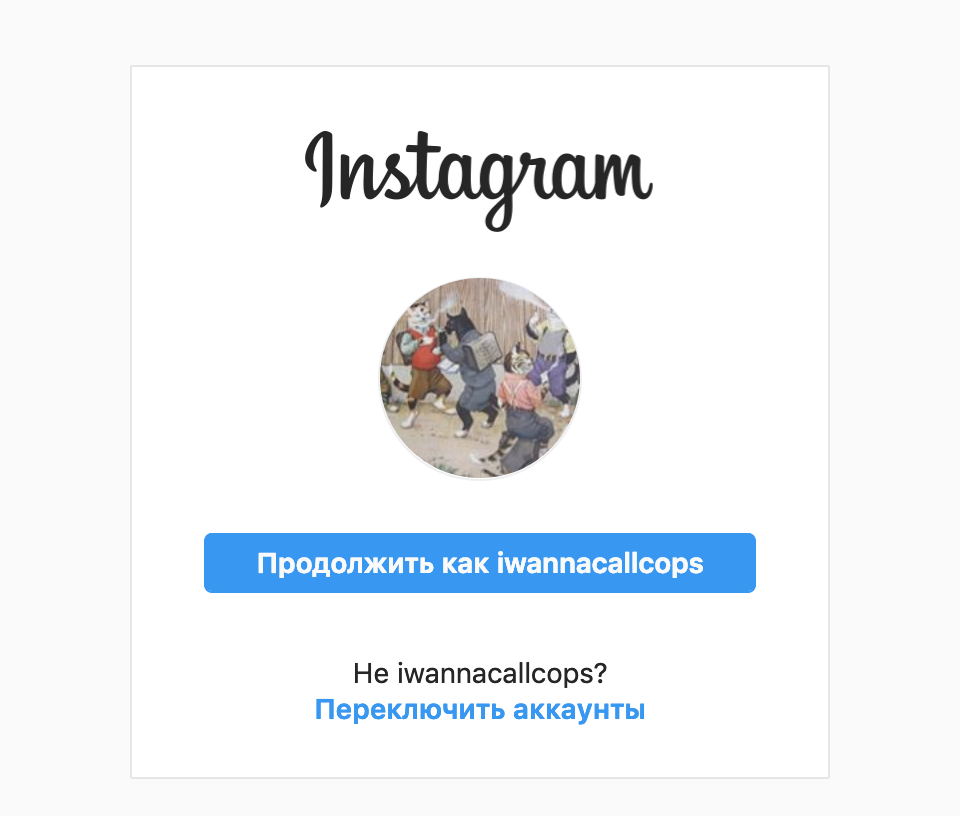 Instagram
Продолжить как iwannacallcops
Не iwannacallcops?
Переключить аккаунты